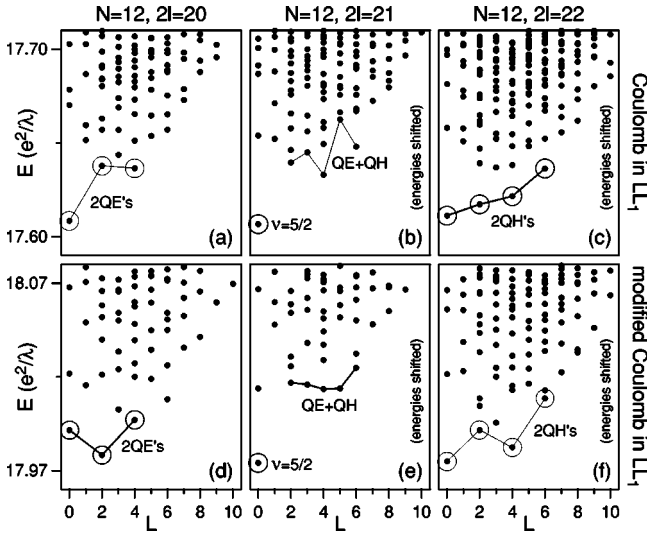 N=12, 2l=20 N=12, 2l=21 N=12, 2l=22
17.70
17.60
E (e²/λ)
2QE's
(a)
QE+QH
ν=5/2
(energies shifted)
(b)
2QH's
(energies shifted)
(c)
Coulomb in LL₁
18.07
17.97
E (e²/λ)
2QE's
(d)
QE+QH
ν=5/2
(energies shifted)
(e)
2QH's
(energies shifted)
(f)
modified Coulomb in LL₁
0 2 4 6 8 10 0 2 4 6 8 10 0 2 4 6 8 10
L L L